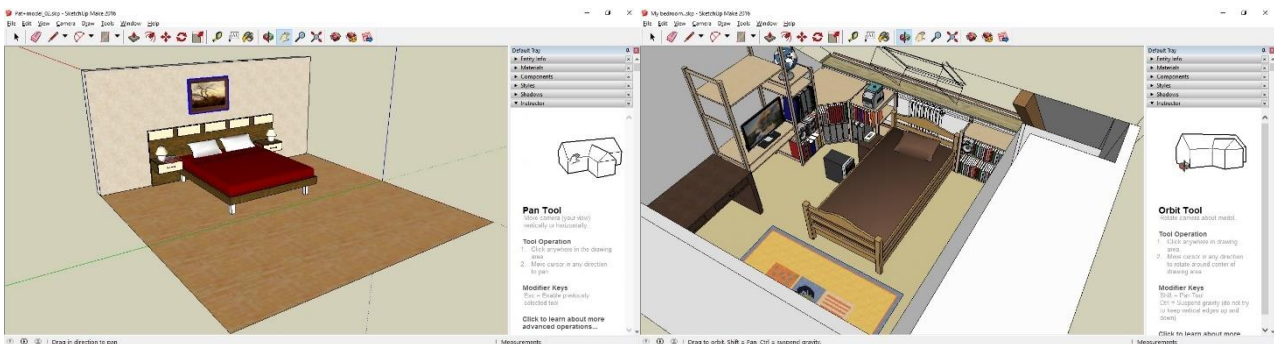 Pat+model_02.skp - SketchUp Make 2016
File Edit View Camera Draw Tools Window Help
Default Tray
Entity Info
Materials
Components
Styles
Shadows
Instructor
Pan Tool
Move camera (your view)
vertically or horizontally.
Tool Operation
1. Click anywhere in the drawing
area
2. Move cursor in any direction
to pan
Modifier Keys
Esc = Enable previously
selected tool
Click to learn about more
advanced operations...
Drag in direction to pan
Measurements
My bedroom.skp - SketchUp Make 2016
File Edit View Camera Draw Tools Window Help
Default Tray
Entity Info
Materials
Components
Styles
Shadows
Instructor
Orbit Tool
Rotate camera about model.
Tool Operation
1. Click anywhere in drawing
area.
2. Move cursor in any direction
to rotate around center of
drawing area.
Modifier Keys
Shift = Pan Tool
Ctrl = Suspend gravity (do not try
to keep vertical edges up and
down)
Click to learn about more
Drag to orbit. Shift = Pan, Ctrl = suspend gravity.
Measurements